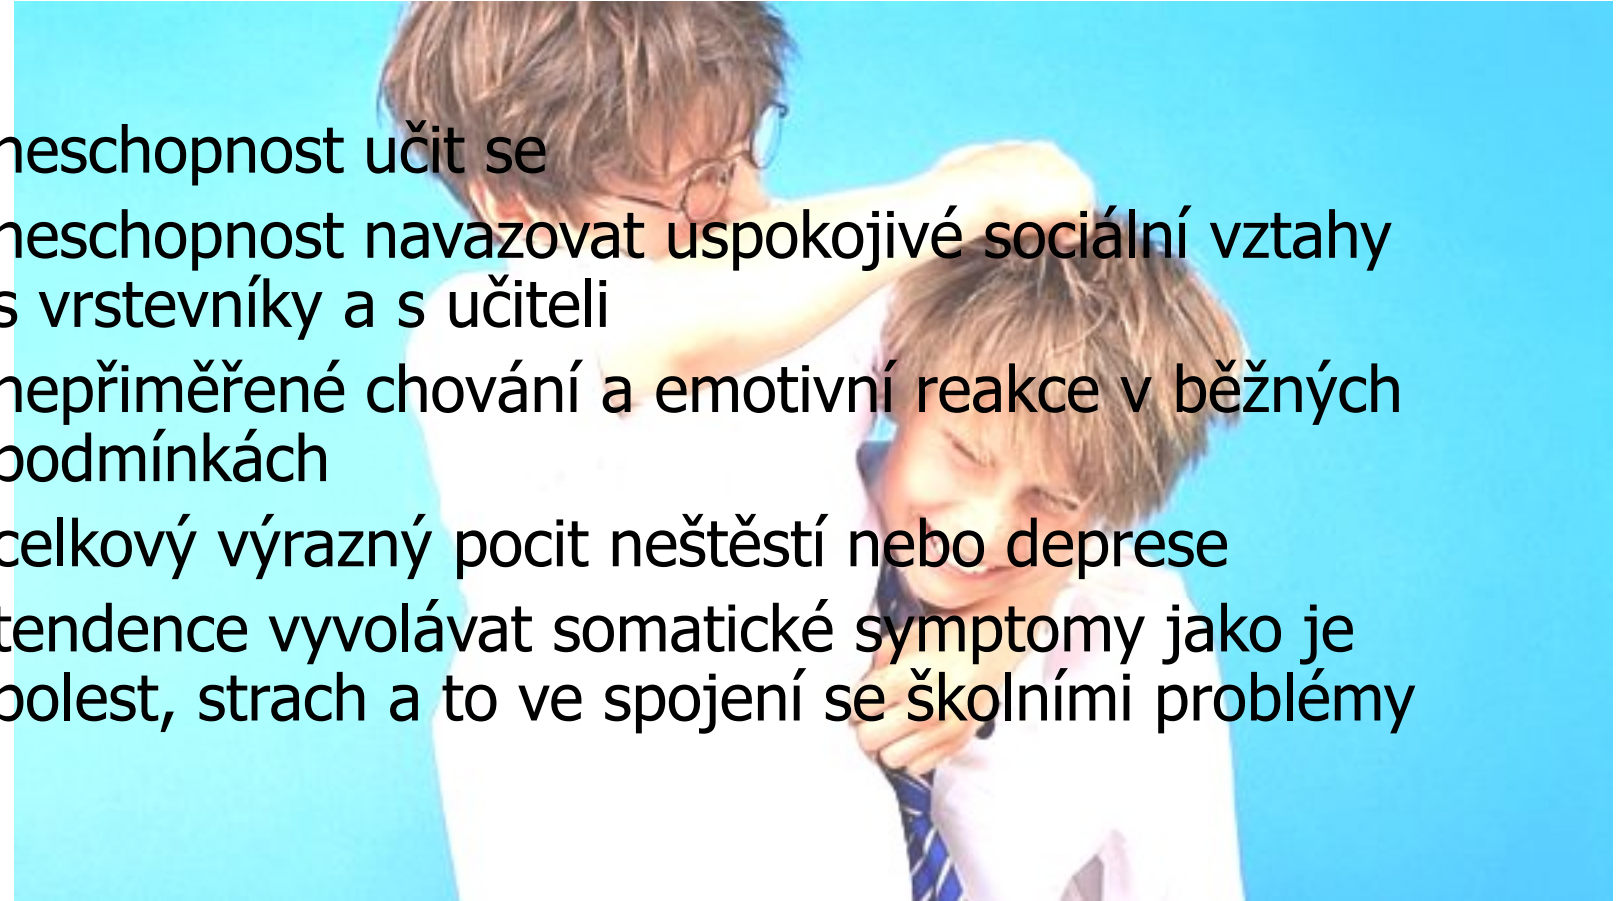 neschopnost učit se
neschopnost navazovat uspokojivé sociální vztahy
s vrstevníky a s učiteli
nepřiměřené chování a emotivní reakce v běžných
podmínkách
celkový výrazný pocit neštěstí nebo deprese
tendence vyvolávat somatické symptomy jako je
bolest, strach a to ve spojení se školními problémy